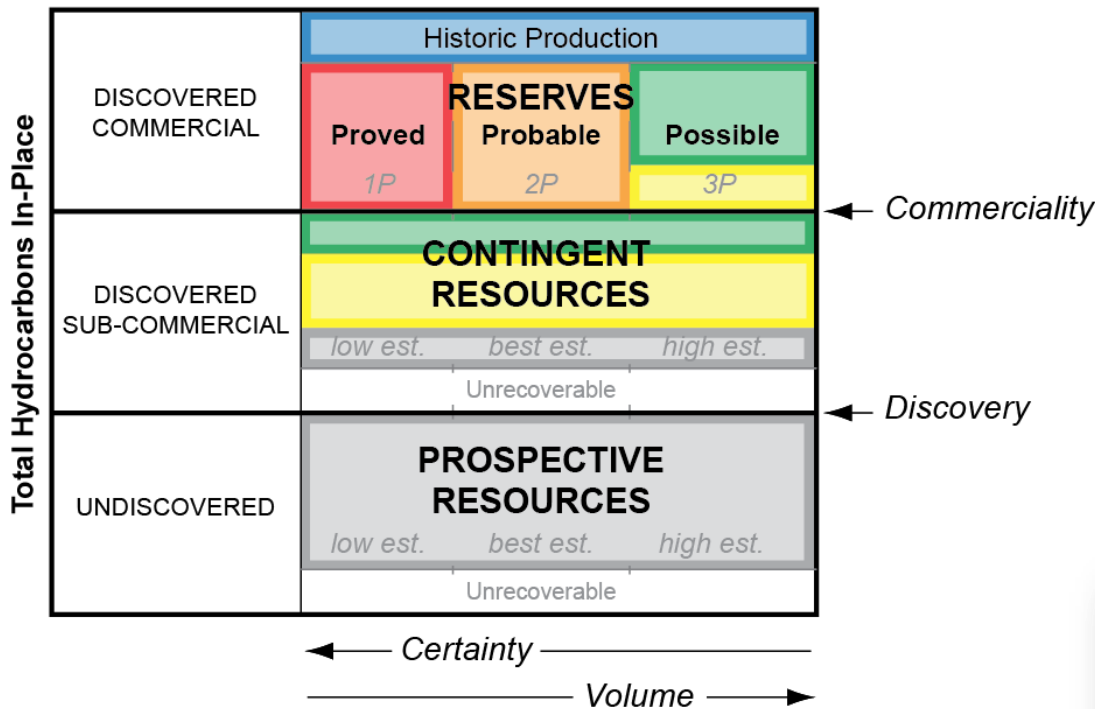 Total Hydrocarbons In-Place
DISCOVERED
COMMERCIAL
Historic Production
RESERVES
Proved Probable Possible
1P 2P 3P
Commerciality
DISCOVERED
SUB-COMMERCIAL
CONTINGENT
RESOURCES
low est. best est. high est.
Unrecoverable
Discovery
UNDISCOVERED
PROSPECTIVE
RESOURCES
low est. best est. high est.
Unrecoverable
Certainty
Volume